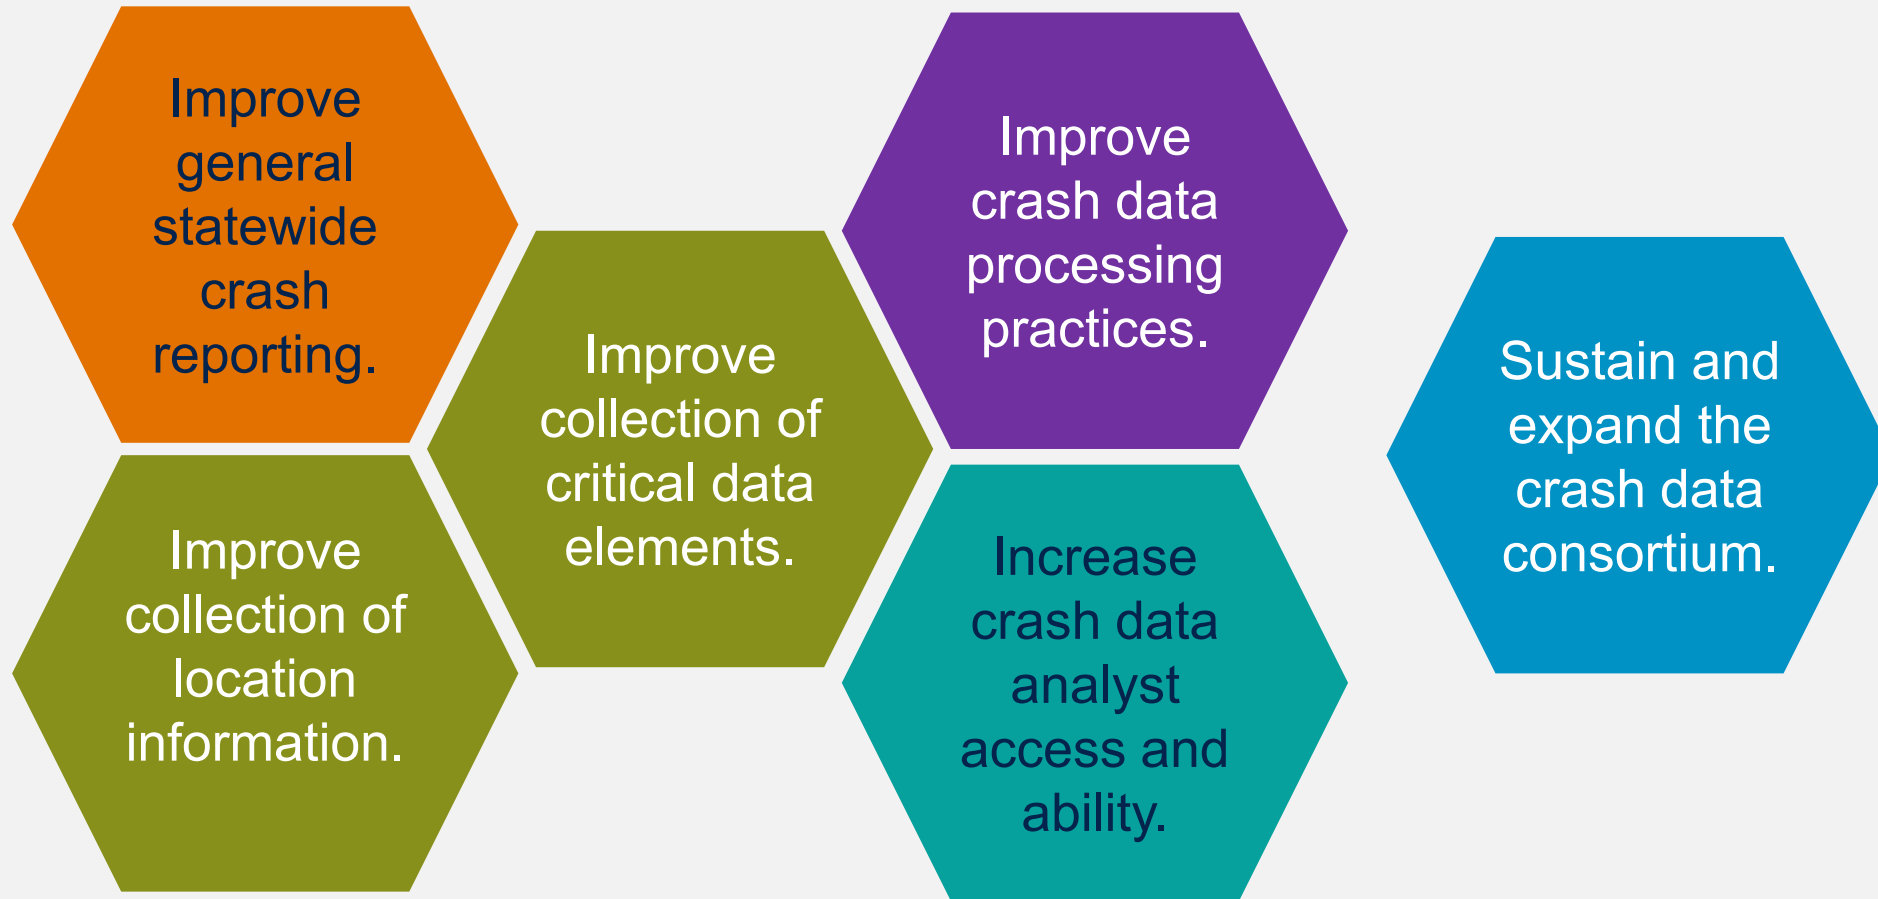 Improve
general
statewide
crash
reporting.
Improve
collection of
location
information.
Improve
collection of
critical data
elements.
Improve
crash data
processing
practices.
Increase
crash data
analyst
access and
ability.
Sustain and
expand the
crash data
consortium.